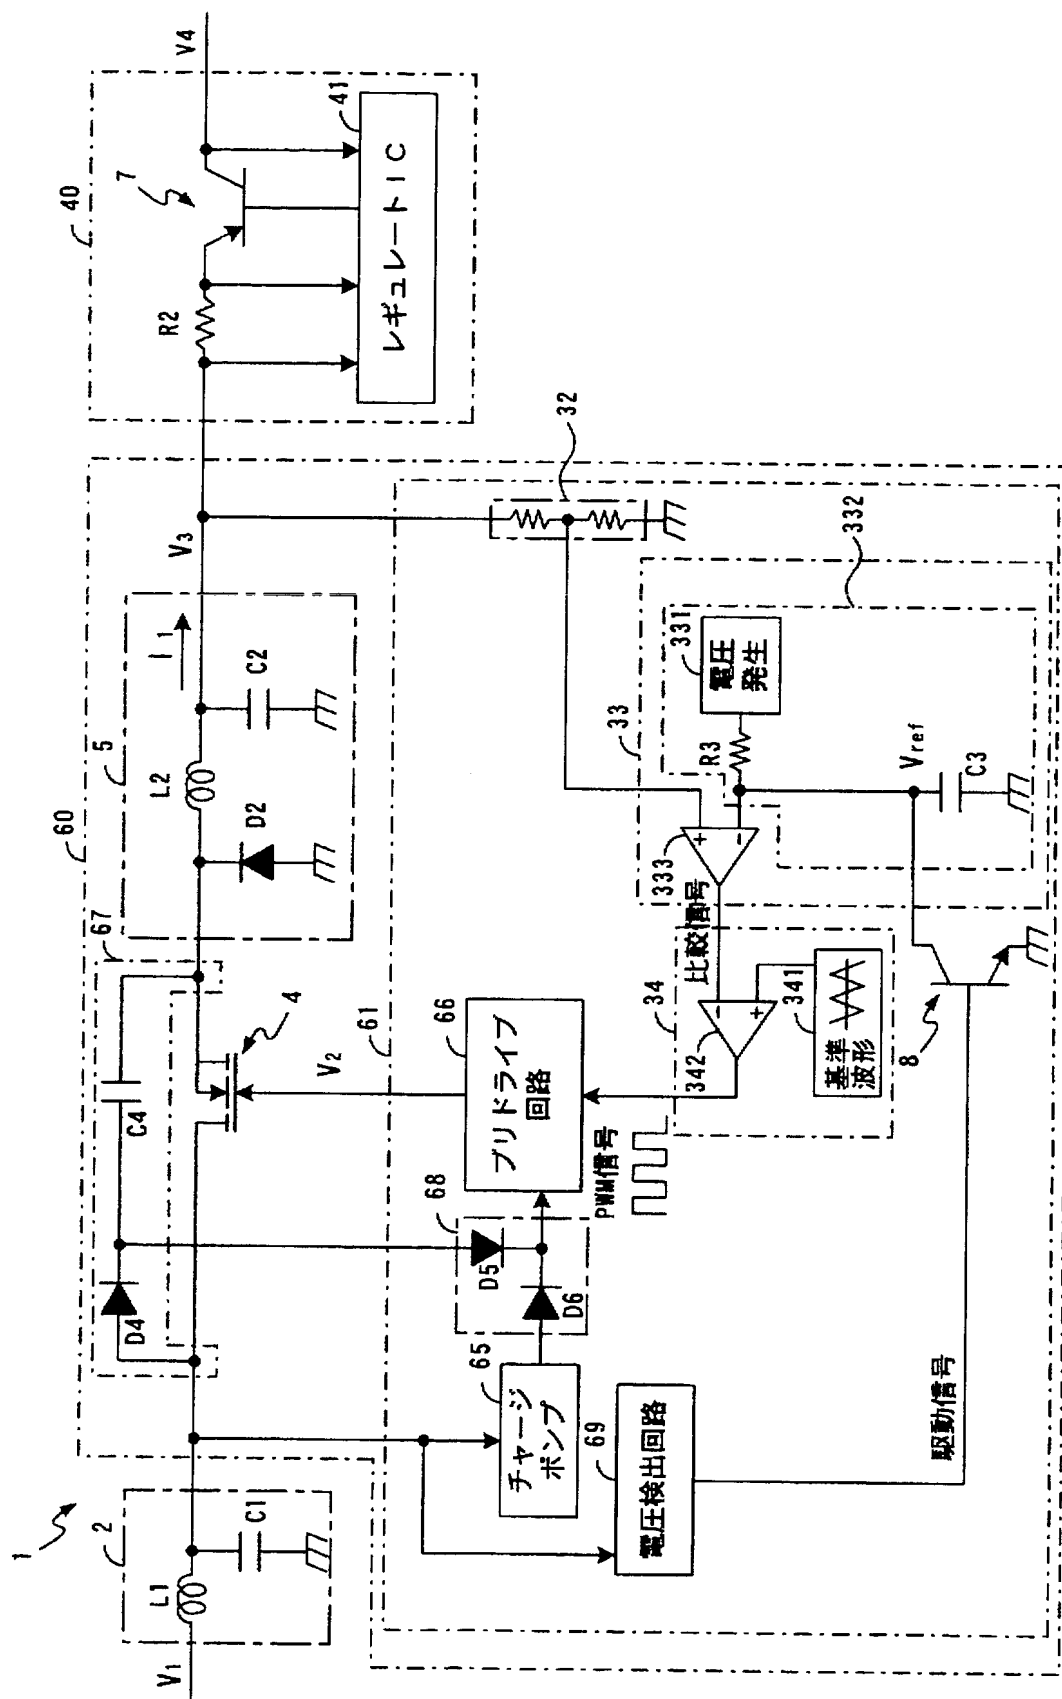 1
V1
2
L1
C1
60
67
D4
C4
4
5
L2
D2
C2
I1
V3
40
R2
7
V4
41
レギュレートIC
V2
61
66
プリドライブ
回路
68
D5
D6
65
チャージ
ポンプ
69
電圧検出回路
PWM信号
34
342
341
基準
波形
比較信号
33
333
R3
331
電圧
発生
332
32
Vref
C3
8
駆動信号